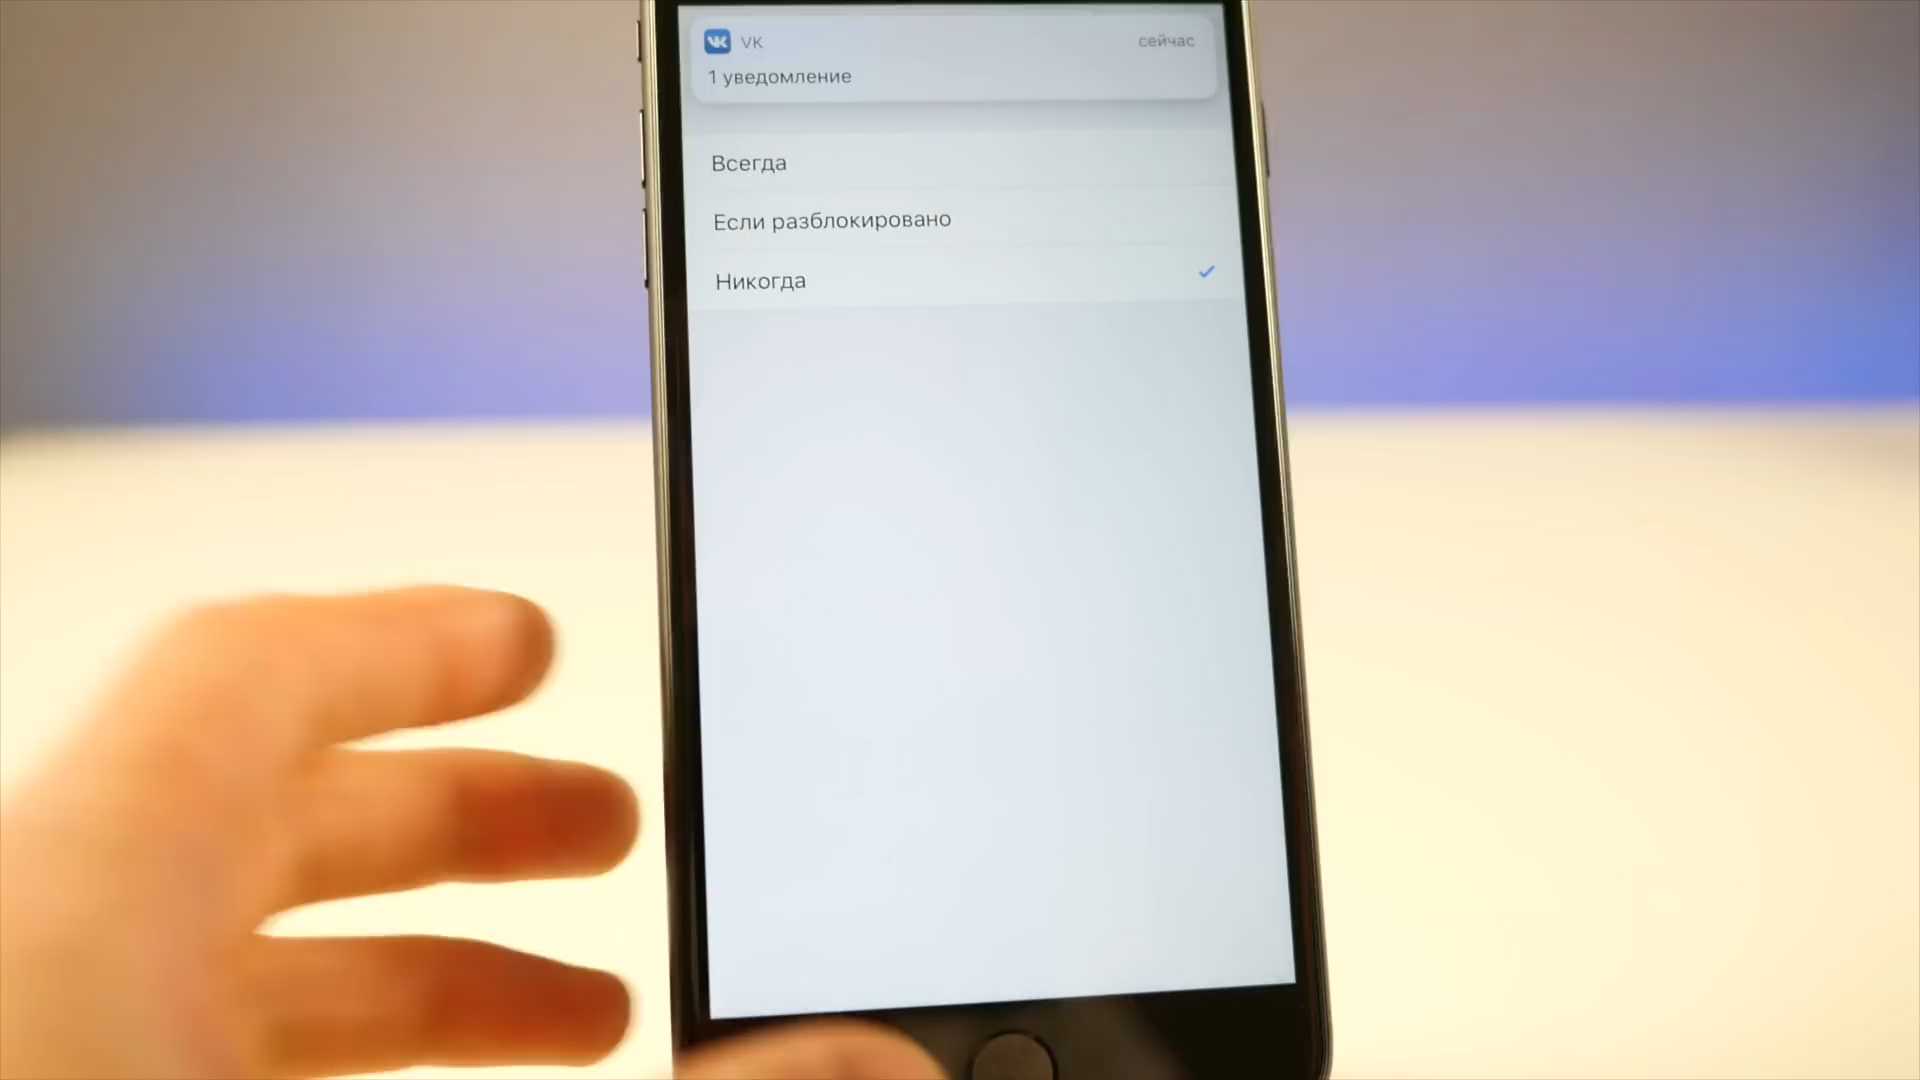 VK сейчас
1 уведомление
Всегда
Если разблокировано
Никогда